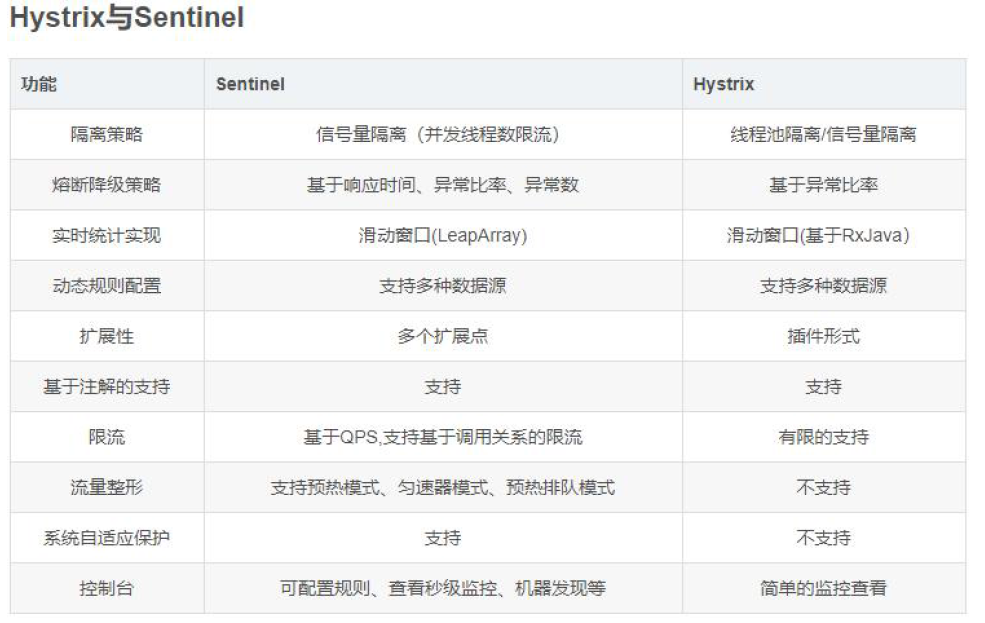 Hystrix与Sentinel
功能 Sentinel Hystrix
隔离策略 信号量隔离（并发线程数限流） 线程池隔离/信号量隔离
熔断降级策略 基于响应时间、异常比率、异常数 基于异常比率
实时统计实现 滑动窗口(LeapArray) 滑动窗口(基于RxJava）
动态规则配置 支持多种数据源 支持多种数据源
扩展性 多个扩展点 插件形式
基于注解的支持 支持 支持
限流 基于QPS,支持基于调用关系的限流 有限的支持
流量整形 支持预热模式、匀速器模式、预热排队模式 不支持
系统自适应保护 支持 不支持
控制台 可配置规则、查看秒级监控、机器发现等 简单的监控查看